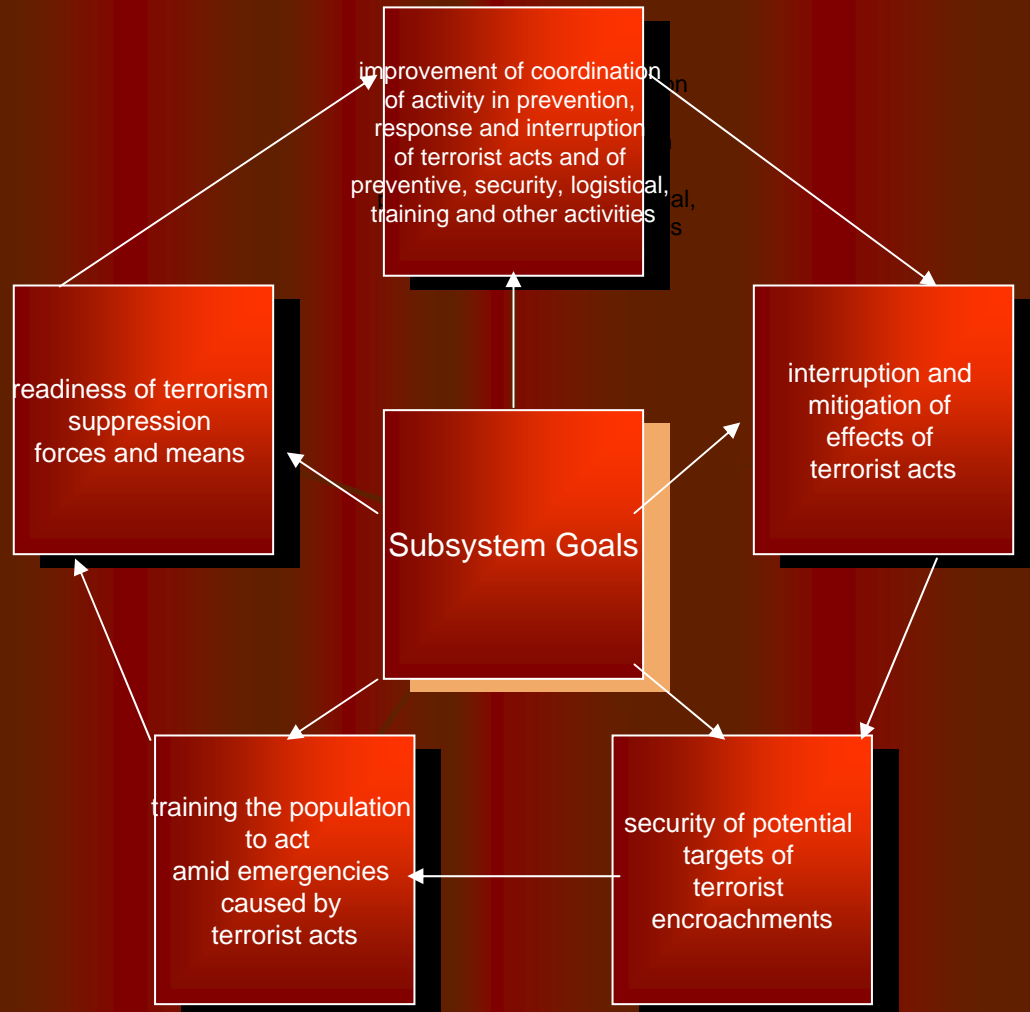 improvement of coordination
of activity in prevention,
response and interruption
of terrorist acts and of
preventive, security, logistical,
training and other activities
readiness of terrorism
suppression
forces and means
interruption and
mitigation of
effects of
terrorist acts
Subsystem Goals
training the population
to act
amid emergencies
caused by
terrorist acts
security of potential
targets of
terrorist
encroachments